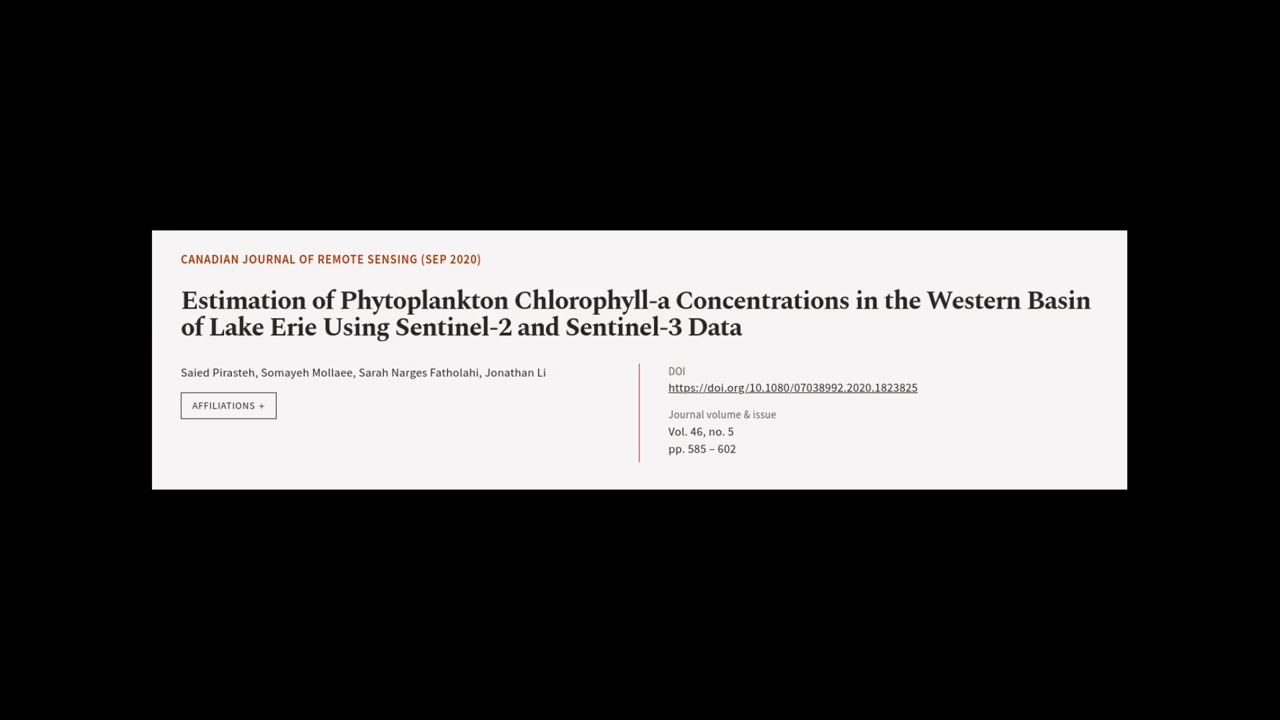 CANADIAN JOURNAL OF REMOTE SENSING (SEP 2020)
Estimation of Phytoplankton Chlorophyll-a Concentrations in the Western Basin
of Lake Erie Using Sentinel-2 and Sentinel-3 Data
Saied Pirasteh, Somayeh Mollaee, Sarah Narges Fatholahi, Jonathan Li
AFFILIATIONS +
DOI
https://doi.org/10.1080/07038992.2020.1823825
Journal volume & issue
Vol. 46, no. 5
pp. 585 – 602